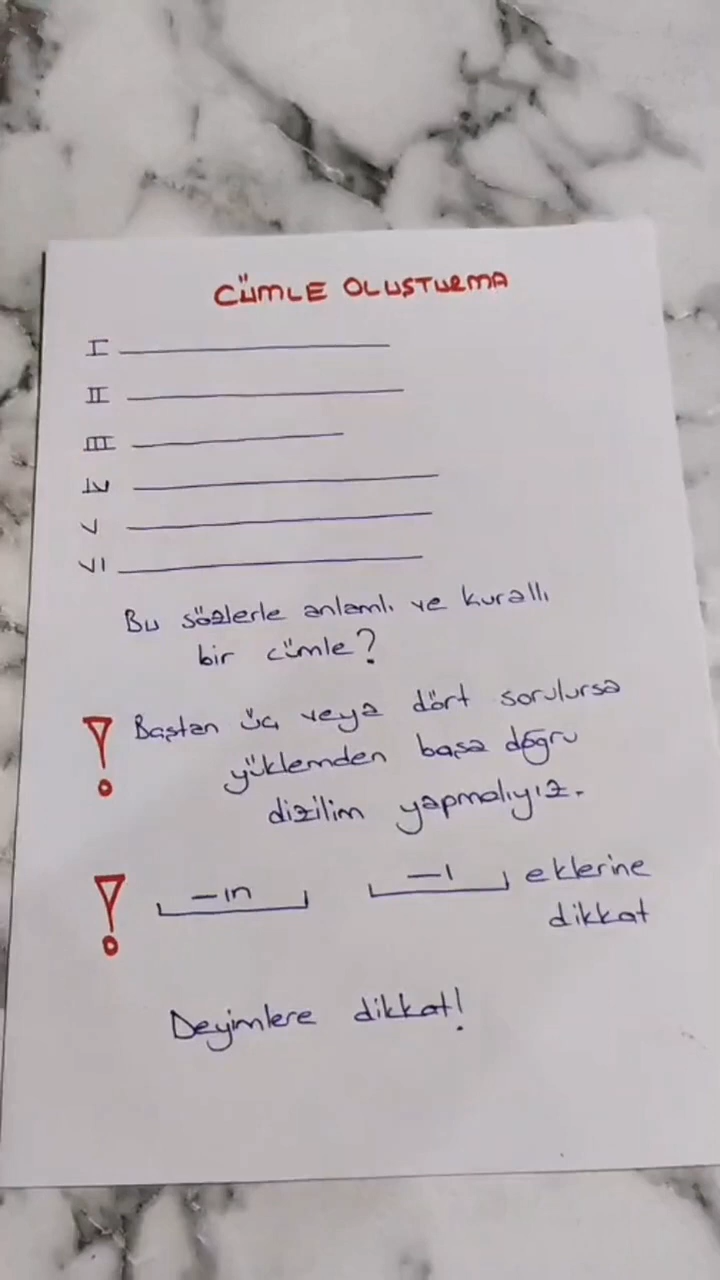 CÜMLE OLUŞTURMA
I
II
III
IV
V
VI
Bu sözlerle anlamlı ve kurallı
bir cümle?
! Baştan üç veya dört sorulursa
yüklemden başa doğru
dizilim yapmalıyız.
! -ın -ı eklerine
dikkat
Deyimlere dikkat!